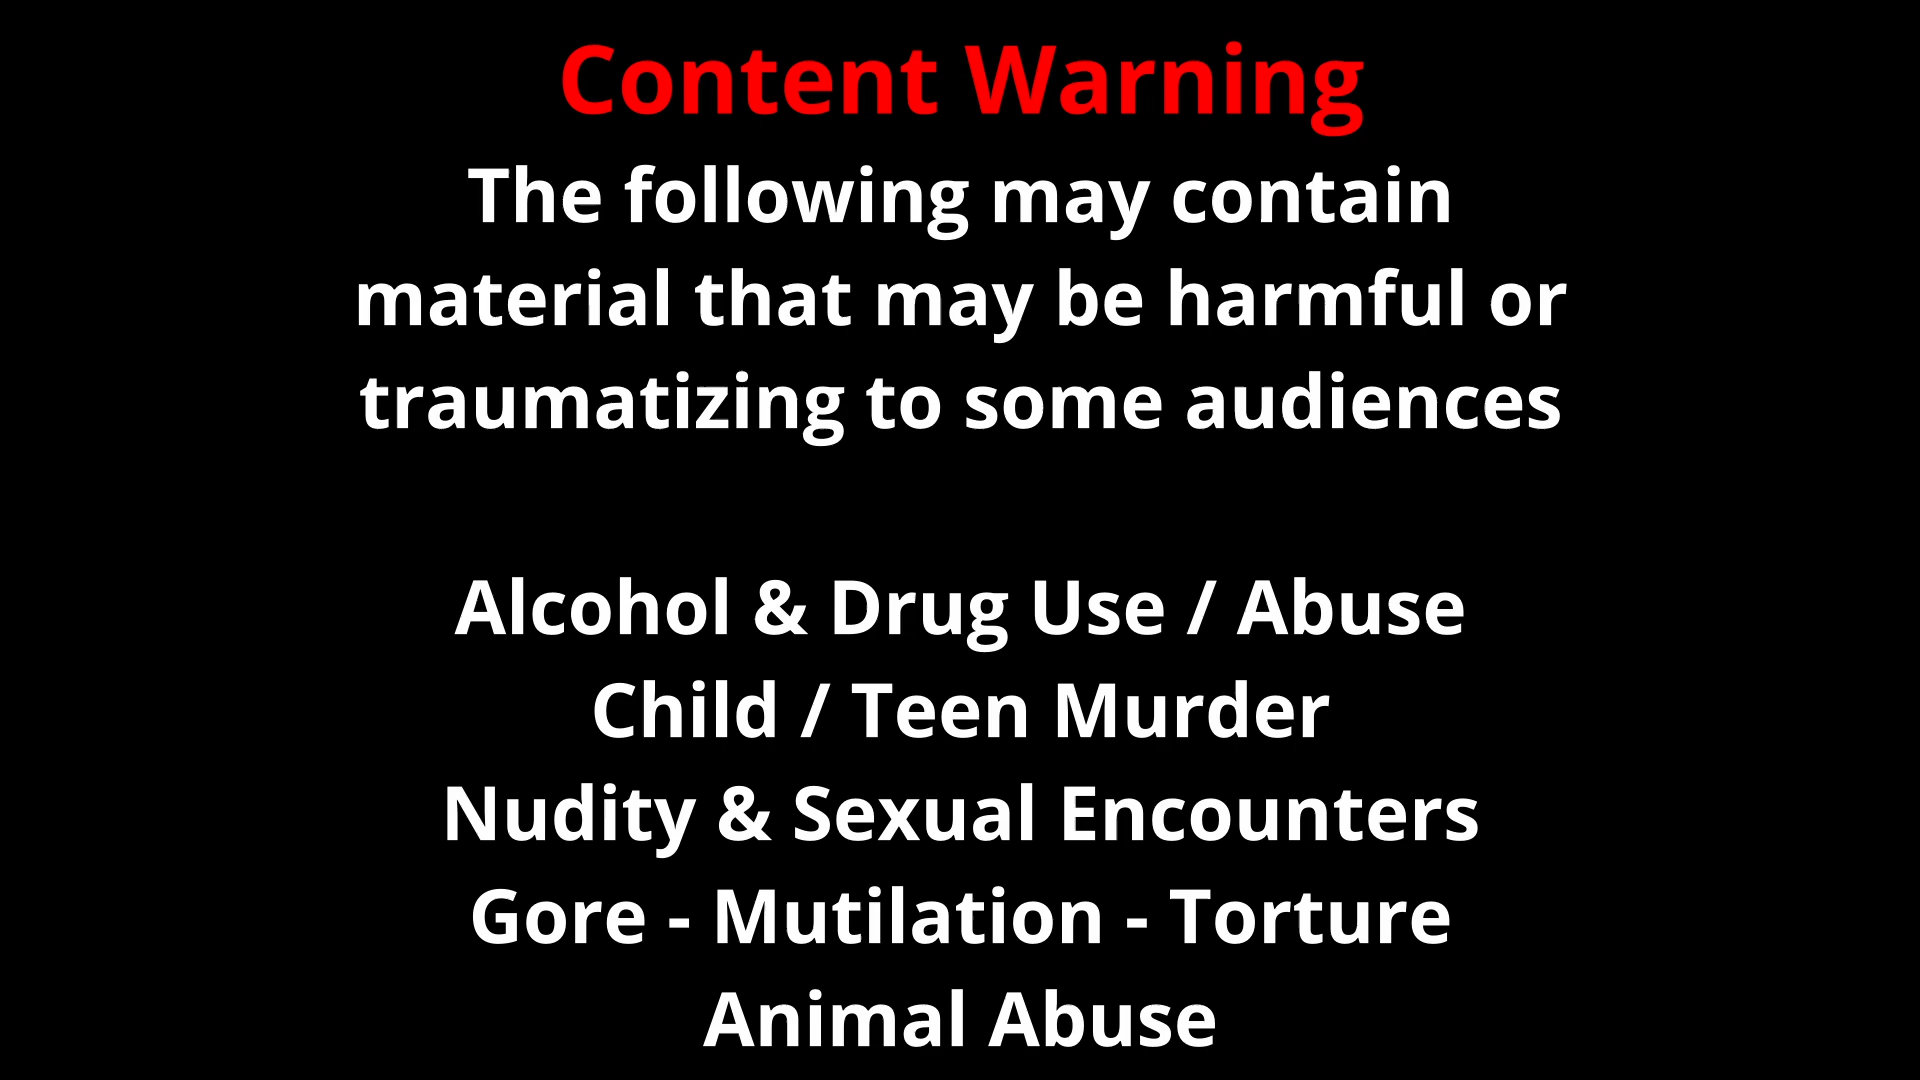 Content Warning
The following may contain
material that may be harmful or
traumatizing to some audiences
Alcohol & Drug Use / Abuse
Child / Teen Murder
Nudity & Sexual Encounters
Gore - Mutilation - Torture
Animal Abuse